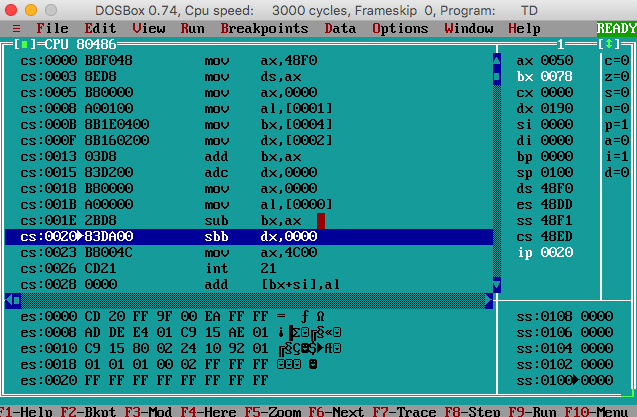 DOSBox 0.74, Cpu speed: 3000 cycles, Frameskip 0, Program: TD
≡ File Edit View Run Breakpoints Data Options Window Help READY
[■]=CPU 80486 1 [↕]
cs:0000 B8F048 mov ax,48F0 ax 0050 c=0
cs:0003 8ED8 mov ds,ax bx 0078 z=0
cs:0005 B80000 mov ax,0000 cx 0000 s=0
cs:0008 A00100 mov al,[0001] dx 0190 o=0
cs:000B 8B1E0400 mov bx,[0004] si 0000 p=1
cs:000F 8B160200 mov dx,[0002] di 0000 a=0
cs:0013 03D8 add bx,ax bp 0000 i=1
cs:0015 83D200 adc dx,0000 sp 0100 d=0
cs:0018 B80000 mov ax,0000 ds 48F0
cs:001B A00000 mov al,[0000] es 48DD
cs:001E 2BD8 sub bx,ax ss 48F1
cs:0020►83DA00 sbb dx,0000 cs 48ED
cs:0023 B8004C mov ax,4C00 ip 0020
cs:0026 CD21 int 21
cs:0028 0000 add [bx+si],al
es:0000 CD 20 FF 9F 00 EA FF FF = ƒ Ω ss:0108 0000
es:0008 AD DE E4 01 C9 15 AE 01 ¡▐Σ☺╔§«☺ ss:0106 0000
es:0010 C9 15 80 02 24 10 92 01 ╔§Ç☻$►Æ☺ ss:0104 0000
es:0018 01 01 01 00 02 FF FF FF ☺☺☺ ☻ ss:0102 0000
es:0020 FF FF FF FF FF FF FF FF ss:0100►0000
F1-Help F2-Bkpt F3-Mod F4-Here F5-Zoom F6-Next F7-Trace F8-Step F9-Run F10-Menu